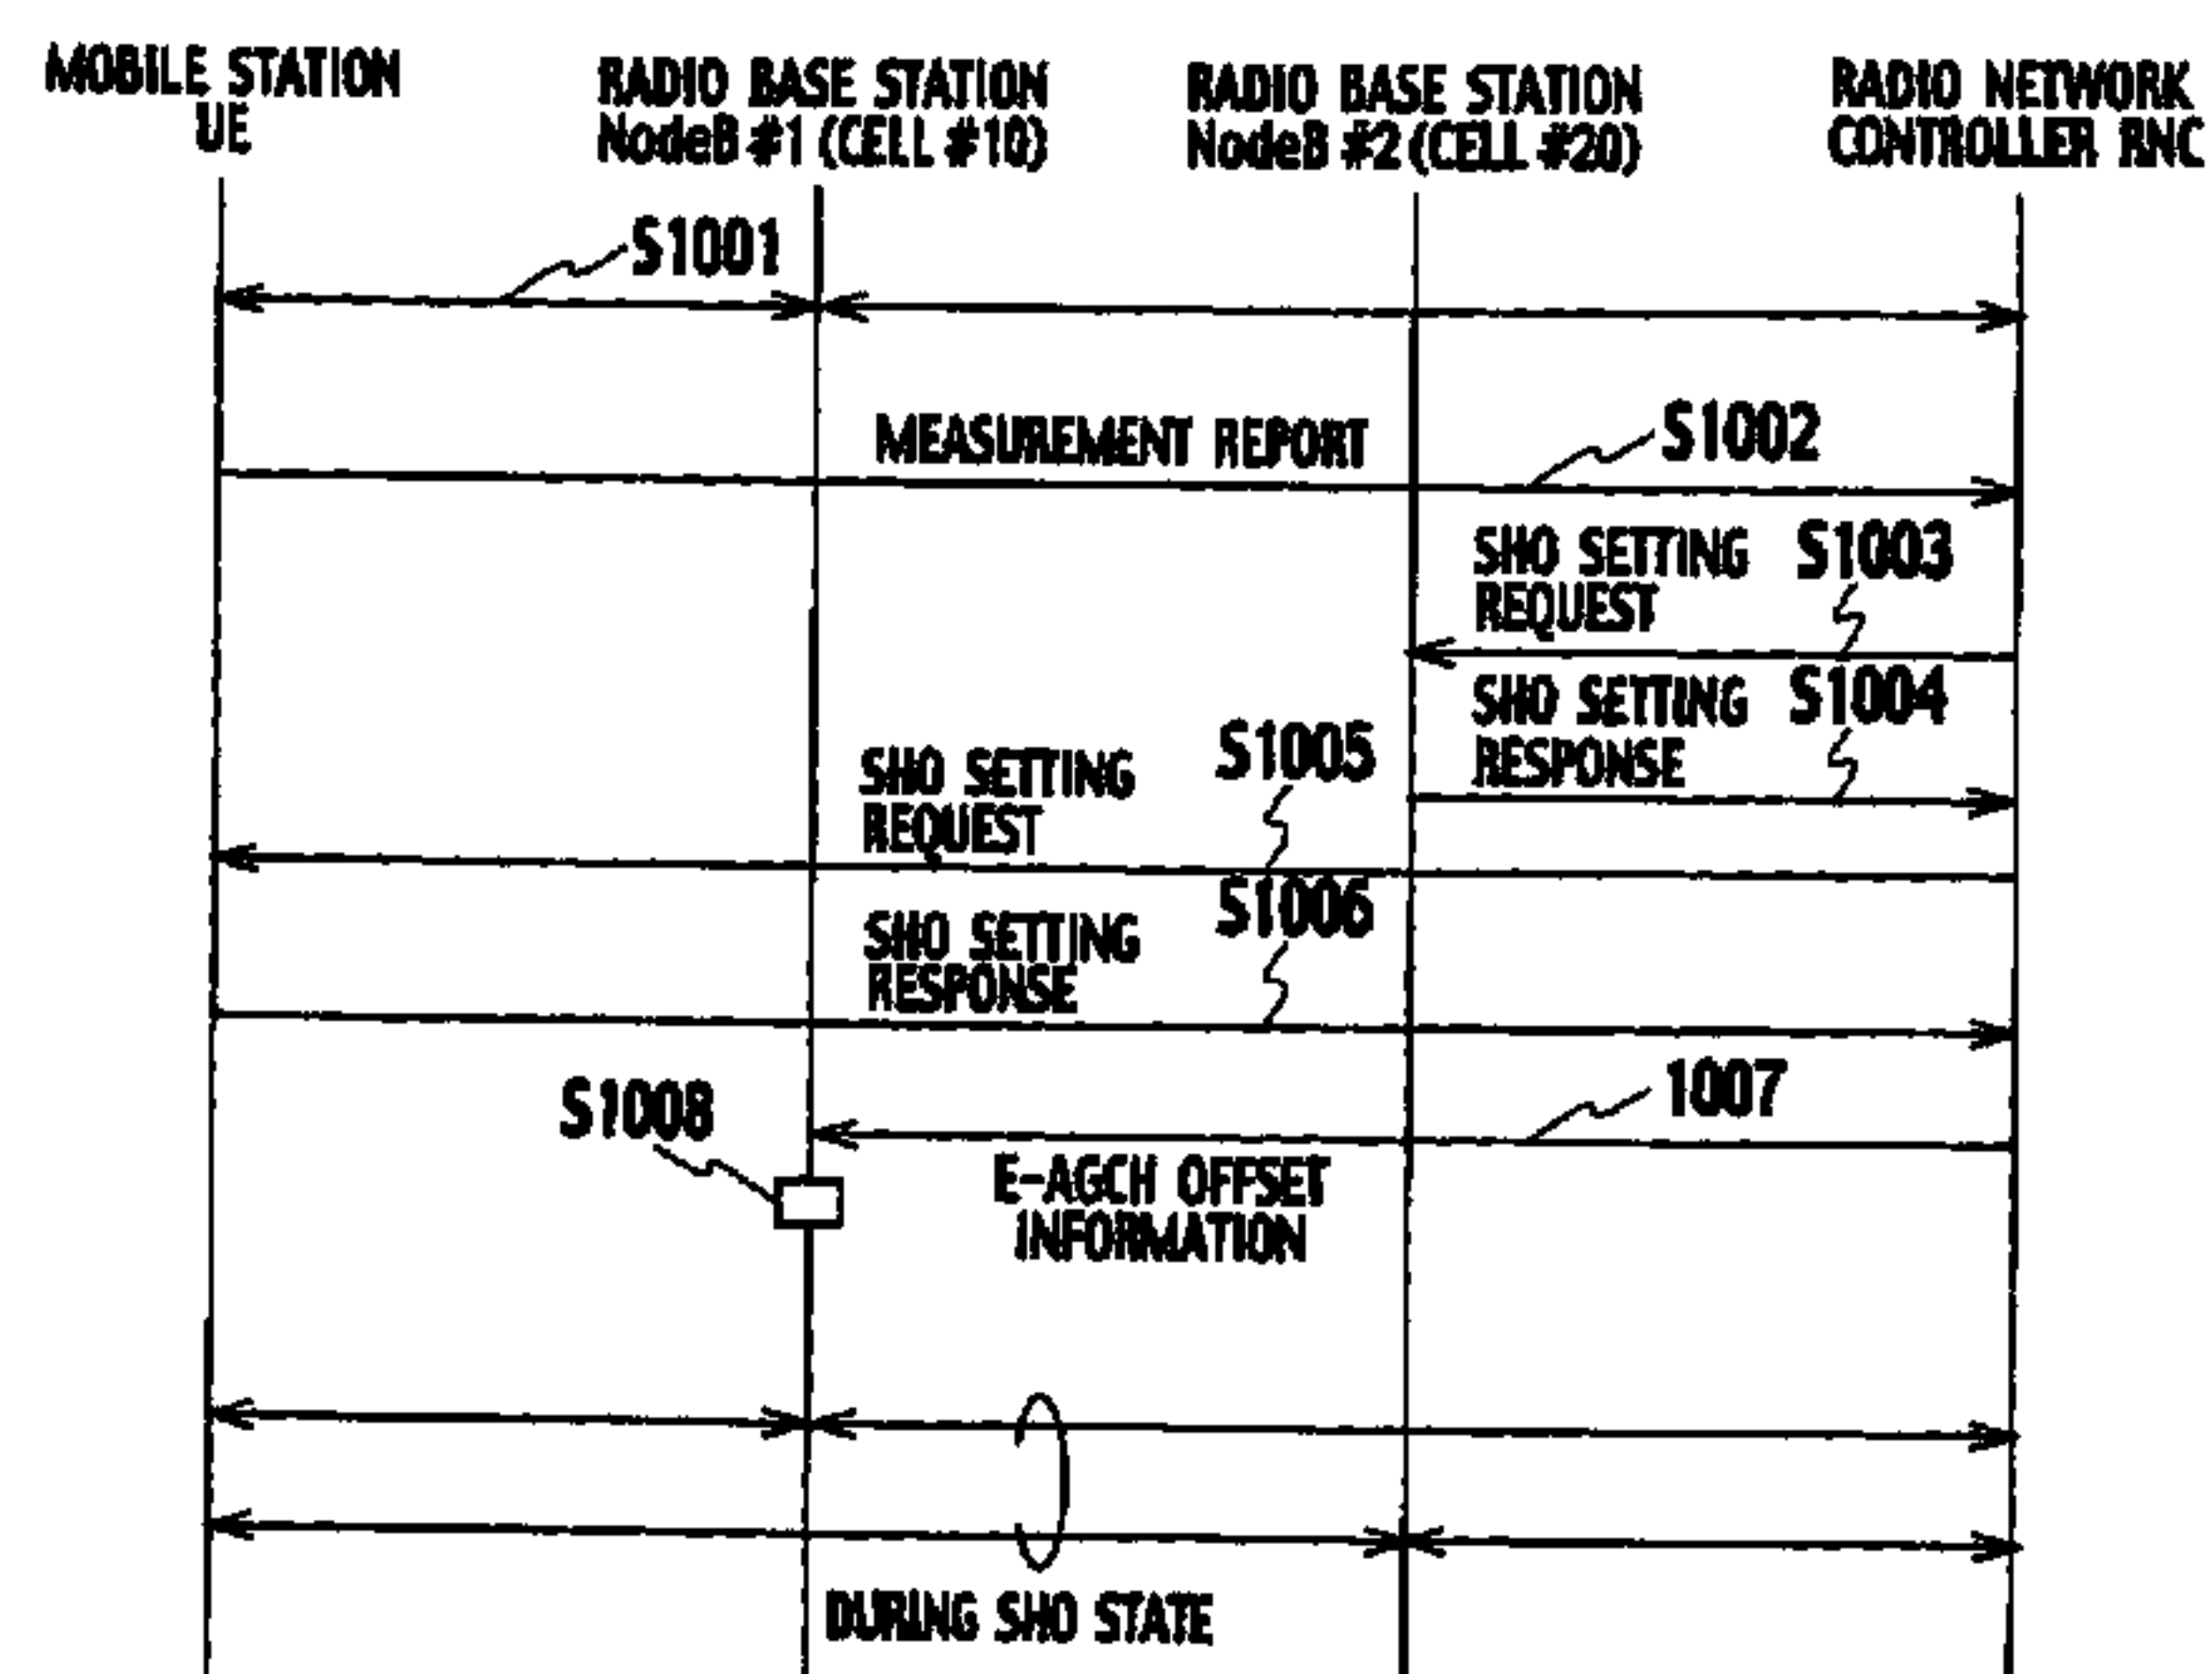 MOBILE STATION
UE
RADIO BASE STATION
NodeB #1 (CELL #10)
RADIO BASE STATION
NodeB #2 (CELL #20)
RADIO NETWORK
CONTROLLER RNC
S1001
MEASUREMENT REPORT
S1002
SHO SETTING
REQUEST
S1003
SHO SETTING
RESPONSE
S1004
SHO SETTING
REQUEST
S1005
SHO SETTING
RESPONSE
S1006
1007
E-AGCH OFFSET
INFORMATION
S1008
DURING SHO STATE